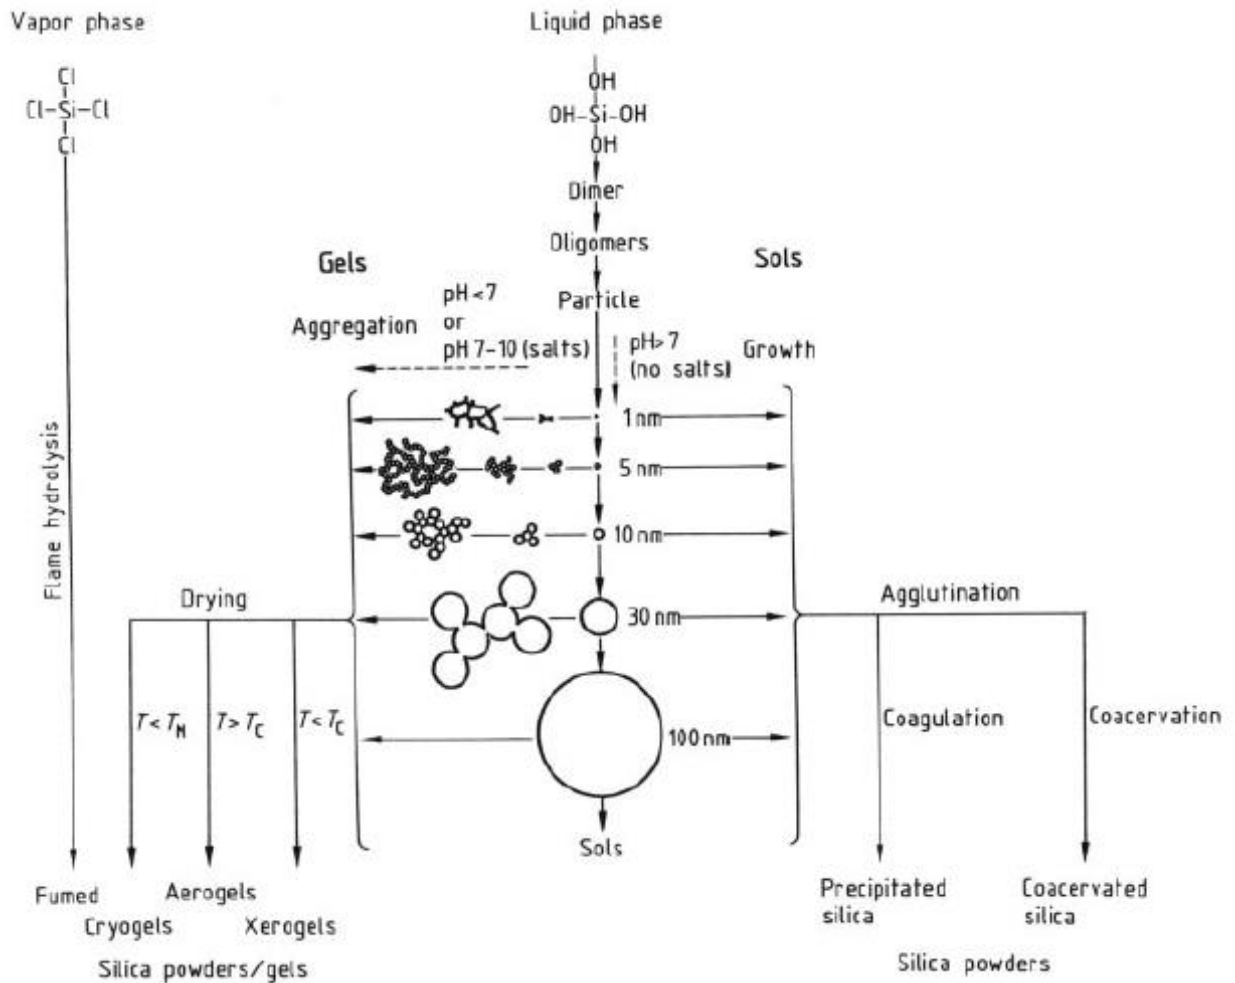 Vapor phase
Liquid phase
Cl
Cl-Si-Cl
Cl
OH
OH-Si-OH
OH
Dimer
Oligomers
Particle
Gels
Sols
Aggregation
pH<7
or
pH 7-10 (salts)
pH>7
(no salts)
Growth
1 nm
5 nm
10 nm
30 nm
100 nm
Sols
Flame hydrolysis
Drying
T<TM
T>TC
T<TC
Agglutination
Coagulation
Coacervation
Fumed
Cryogels
Aerogels
Xerogels
Silica powders/gels
Precipitated
silica
Coacervated
silica
Silica powders